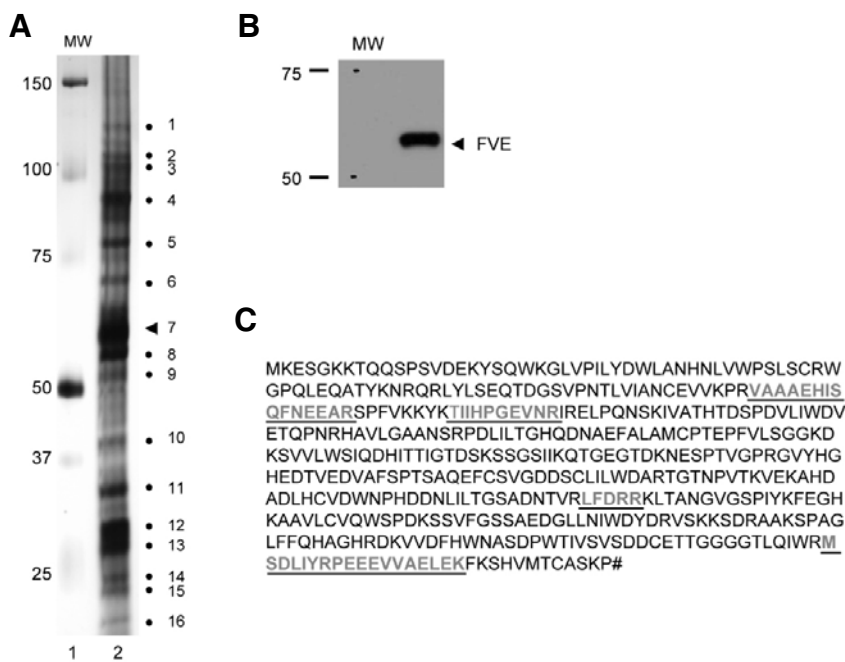 A
MW
150
100
75
50
37
25
1
2
3
4
5
6
7
8
9
10
11
12
13
14
15
16
1 2
B
MW
75
50
FVE
C
MKESGKKTQQSPSVDEKYSQWKGLVPILYDWLANHNLVWPSLSCRW
GPQLEQATYKNRQRLYLSEQTDGSVPNTLVIANCEVVKPRVAAAEHIS
QFNEEARSPFVKKYKTIIHPGEVNRIRELPQNSKIVATHTDSPDVLIWDV
ETQPNRHAVLGAANSRPDLILTGHQDNAEFALAMCPTEPFVLSGGKD
KSVVLWSIQDHITTIGTDSKSSGSIIKQTGEGTDKNESPTVGPRGVYHG
HEDTVEDVAFSPTSAQEFCSVGDDSCLILWDARTGTNPVTKVEKAHD
ADLHCVDWNPHDDNLILTGSADNTVRLFDRRKLTANGVGSPIYKFEGH
KAAVLCVQWSPDKSSVFGSSAEDGLLNIWDYDRVSKKSDRAAKSPAG
LFFQHAGHRDKVVDFHWNASDPWTIVSVSDDCETTGGGGTLQIWRM
SDLIYRPEEEVVAELEKFKSHVMTCASKP#